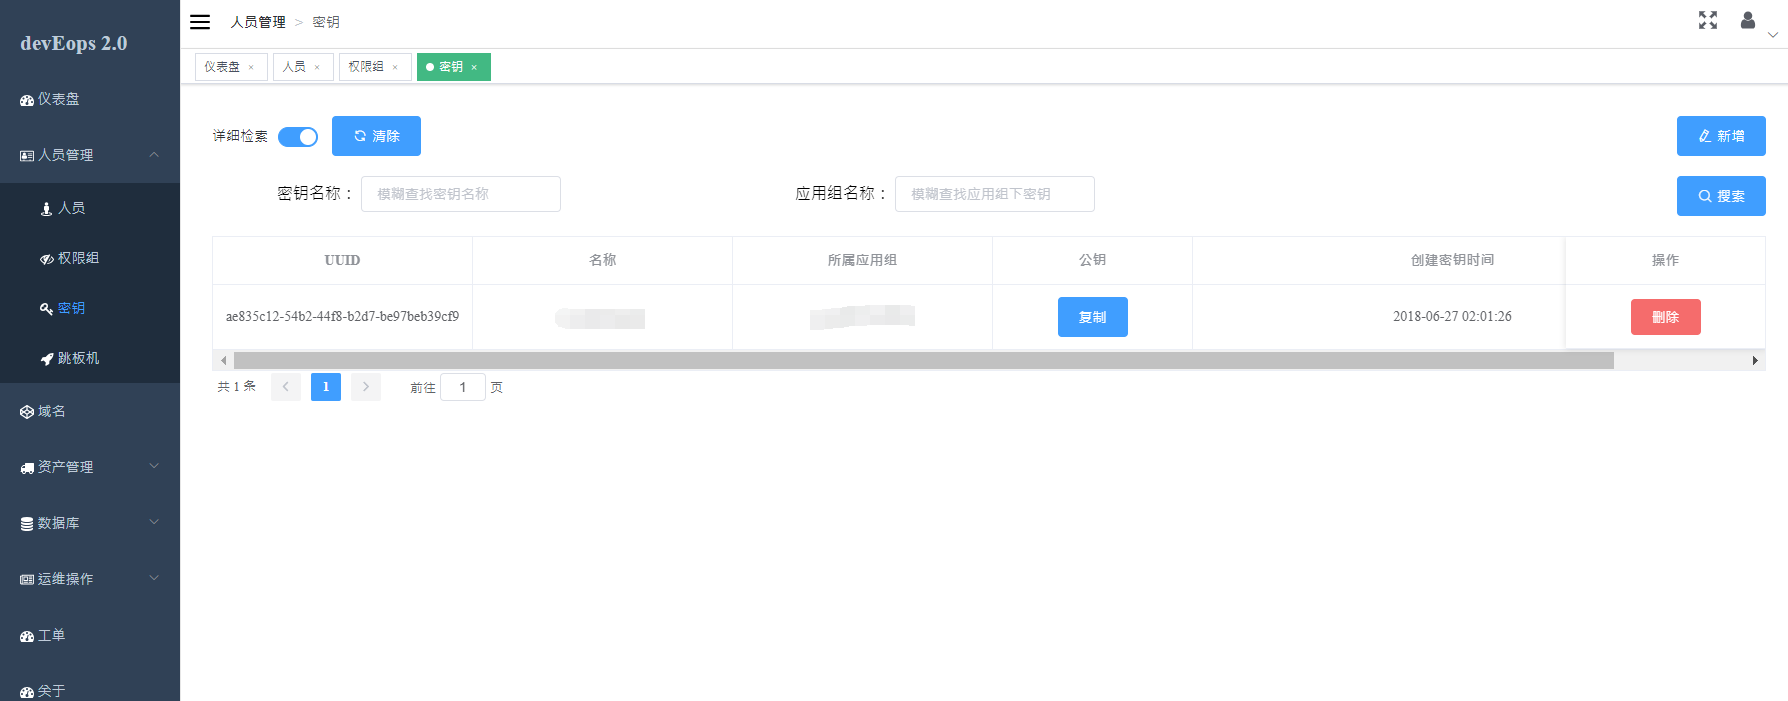 devEops 2.0
仪表盘
人员管理
人员
权限组
密钥
跳板机
域名
资产管理
数据库
运维操作
工单
关于
人员管理 > 密钥
仪表盘 × 人员 × 权限组 × 密钥 ×
详细检索 清除 新增
密钥名称： 模糊查找密钥名称 应用组名称： 模糊查找应用组下密钥 搜索
UUID 名称 所属应用组 公钥 创建密钥时间 操作
ae835c12-54b2-44f8-b2d7-be97beb39cf9 复制 2018-06-27 02:01:26 删除
共 1 条 < 1 > 前往 1 页